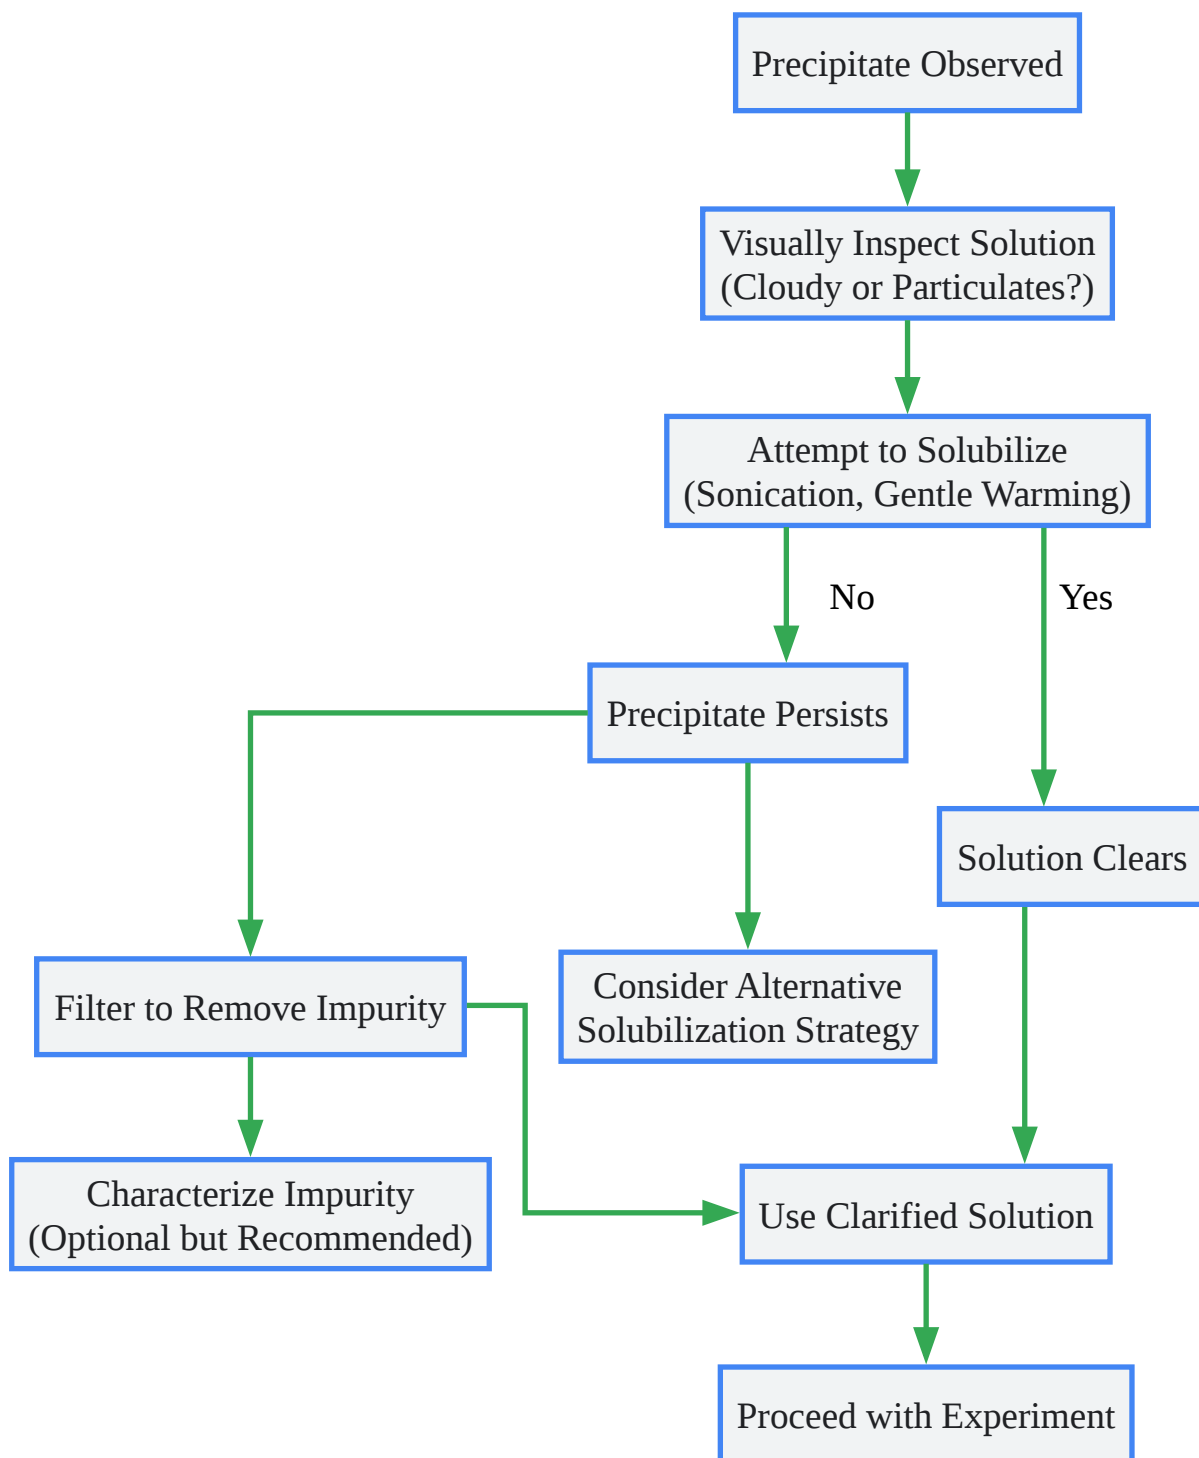 Precipitate Observed
Visually Inspect Solution
(Cloudy or Particulates?)
Attempt to Solubilize
(Sonication, Gentle Warming)
No
Yes
Precipitate Persists
Solution Clears
Consider Alternative
Solubilization Strategy
Filter to Remove Impurity
Characterize Impurity
(Optional but Recommended)
Use Clarified Solution
Proceed with Experiment